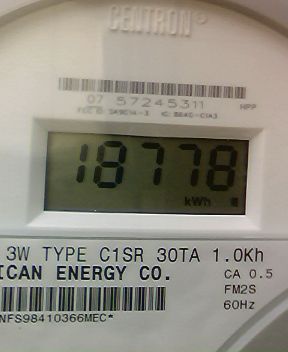 CENTRON®
07 57245311 HPP
18778
kWh
3W TYPE C1SR 30TA 1.0Kh
ICAN ENERGY CO. CA 0.5
FM2S
NFS98410366MEC* 60Hz